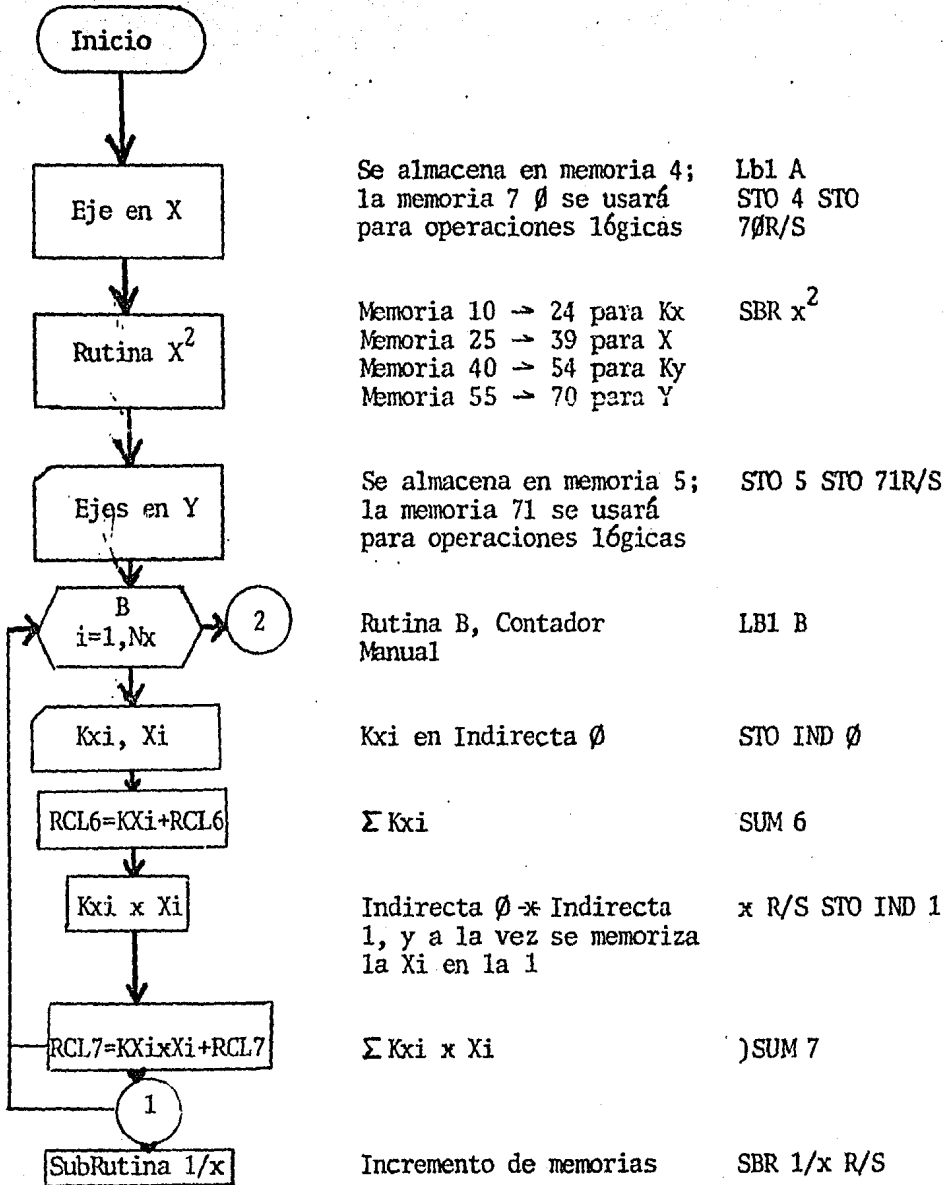 Inicio
Eje en X
Se almacena en memoria 4;
la memoria 7 Ø se usará
para operaciones lógicas
Lb1 A
STO 4 STO
7ØR/S
Rutina X²
Memoria 10 → 24 para Kx
Memoria 25 → 39 para X
Memoria 40 → 54 para Ky
Memoria 55 → 70 para Y
SBR x²
Ejes en Y
Se almacena en memoria 5;
la memoria 71 se usará
para operaciones lógicas
STO 5 STO 71R/S
B
i=1,Nx
2
Rutina B, Contador
Manual
LB1 B
Kxi, Xi
Kxi en Indirecta Ø
STO IND Ø
RCL6=KXi+RCL6
Σ Kxi
SUM 6
Kxi x Xi
Indirecta Ø x Indirecta
1, y a la vez se memoriza
la Xi en la 1
x R/S STO IND 1
RCL7=KXixXi+RCL7
Σ Kxi x Xi
)SUM 7
1
SubRutina 1/x
Incremento de memorias
SBR 1/x R/S